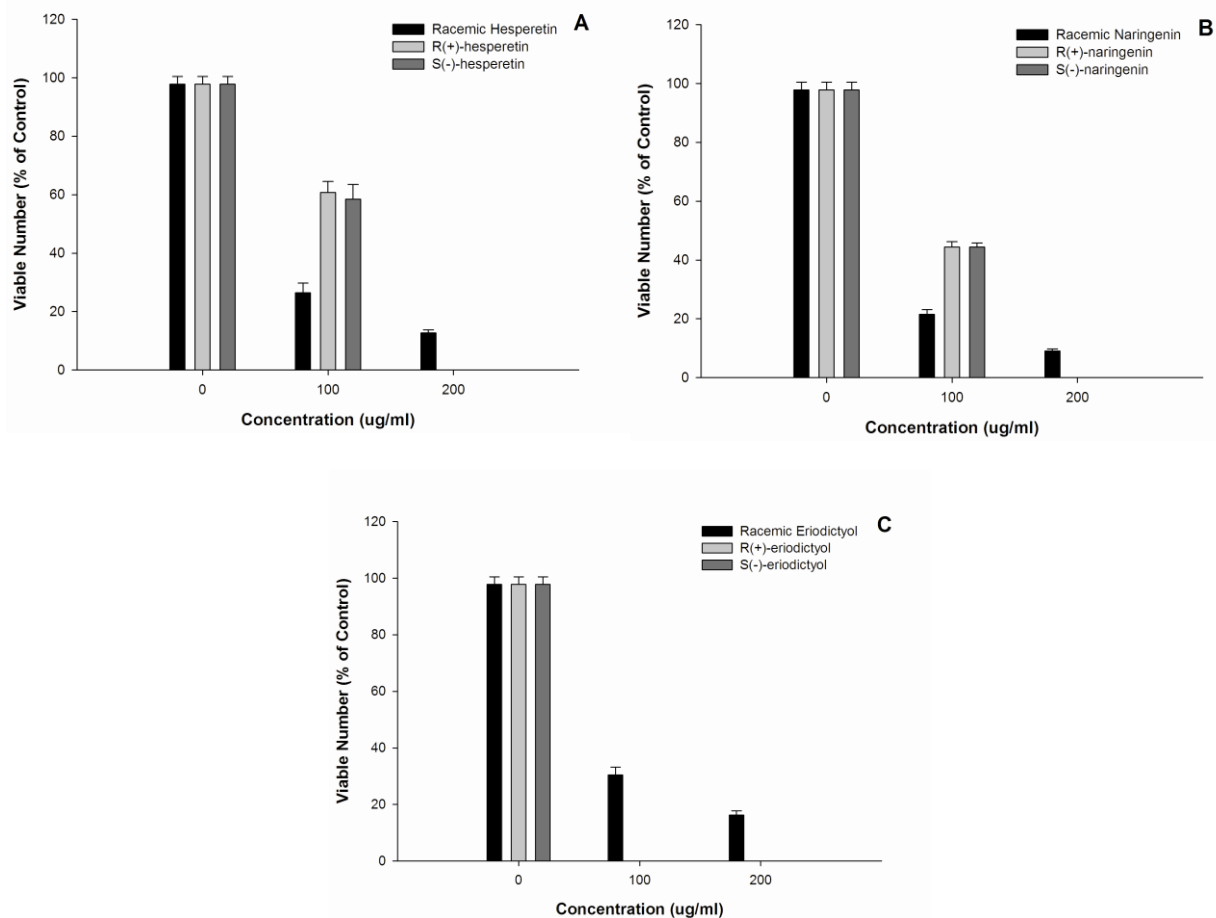 A
Racemic Hesperetin
R(+)-hesperetin
S(-)-hesperetin
Viable Number (% of Control)
120
100
80
60
40
20
0
0 100 200
Concentration (ug/ml)
B
Racemic Naringenin
R(+)-naringenin
S(-)-naringenin
Viable Number (% of Control)
120
100
80
60
40
20
0
0 100 200
Concentration (ug/ml)
C
Racemic Eriodictyol
R(+)-eriodictyol
S(-)-eriodictyol
Viable Number (% of Control)
120
100
80
60
40
20
0
0 100 200
Concentration (ug/ml)